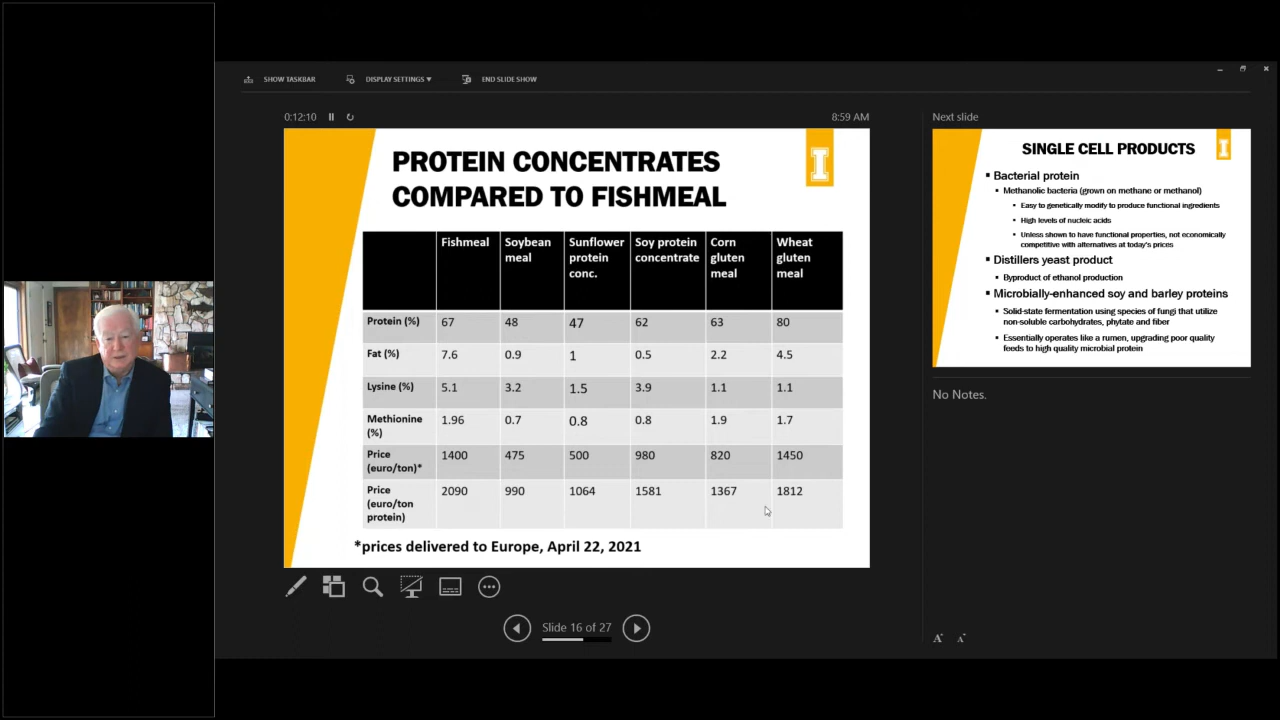 SHOW TASKBAR DISPLAY SETTINGS ▾ END SLIDE SHOW
0:12:10
8:59 AM
PROTEIN CONCENTRATES
COMPARED TO FISHMEAL
I
Fishmeal Soybean meal Sunflower protein conc. Soy protein concentrate Corn gluten meal Wheat gluten meal
Protein (%) 67 48 47 62 63 80
Fat (%) 7.6 0.9 1 0.5 2.2 4.5
Lysine (%) 5.1 3.2 1.5 3.9 1.1 1.1
Methionine (%) 1.96 0.7 0.8 0.8 1.9 1.7
Price (euro/ton)* 1400 475 500 980 820 1450
Price (euro/ton protein) 2090 990 1064 1581 1367 1812
*prices delivered to Europe, April 22, 2021
Slide 16 of 27
Next slide
SINGLE CELL PRODUCTS
I
▪ Bacterial protein
▪ Methanolic bacteria (grown on methane or methanol)
▪ Easy to genetically modify to produce functional ingredients
▪ High levels of nucleic acids
▪ Unless shown to have functional properties, not economically
competitive with alternatives at today's prices
▪ Distillers yeast product
▪ Byproduct of ethanol production
▪ Microbially-enhanced soy and barley proteins
▪ Solid-state fermentation using species of fungi that utilize
non-soluble carbohydrates, phytate and fiber
▪ Essentially operates like a rumen, upgrading poor quality
feeds to high quality microbial protein
No Notes.
A A